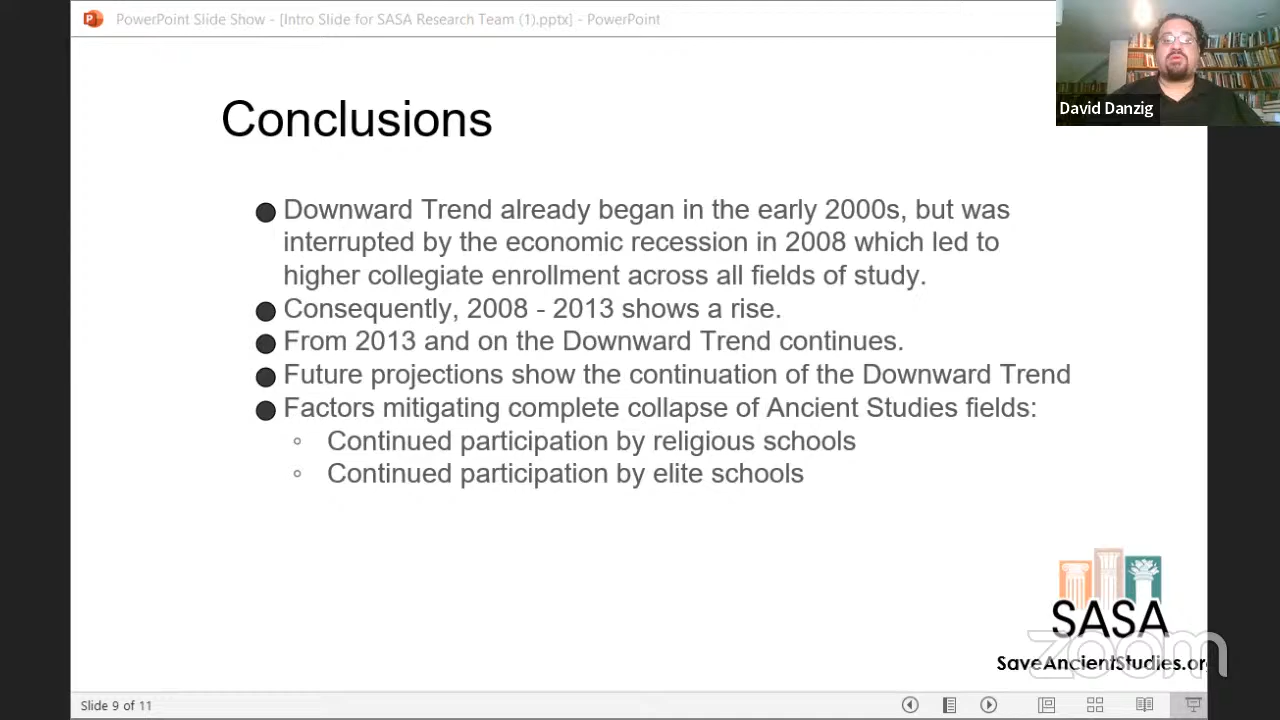 PowerPoint Slide Show - [Intro Slide for SASA Research Team (1).pptx] - PowerPoint
David Danzig
Conclusions
Downward Trend already began in the early 2000s, but was
interrupted by the economic recession in 2008 which led to
higher collegiate enrollment across all fields of study.
Consequently, 2008 - 2013 shows a rise.
From 2013 and on the Downward Trend continues.
Future projections show the continuation of the Downward Trend
Factors mitigating complete collapse of Ancient Studies fields:
Continued participation by religious schools
Continued participation by elite schools
SASA
zoom
SaveAncientStudies.org
Slide 9 of 11